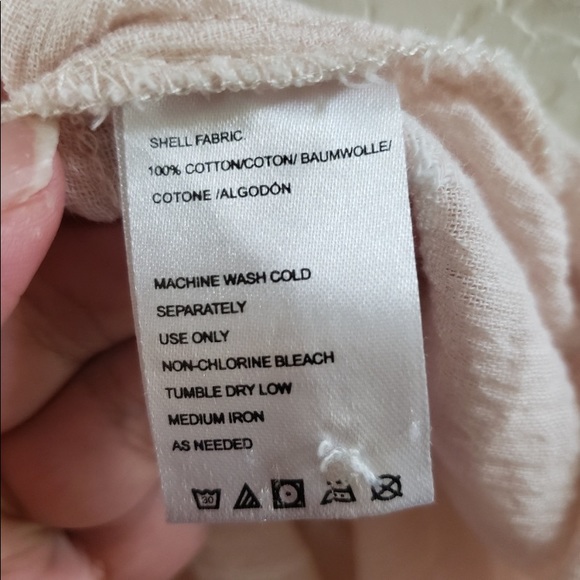 SHELL FABRIC
100% COTTON/COTON/ BAUMWOLLE/
COTONE /ALGODÓN
MACHINE WASH COLD
SEPARATELY
USE ONLY
NON-CHLORINE BLEACH
TUMBLE DRY LOW
MEDIUM IRON
AS NEEDED
30